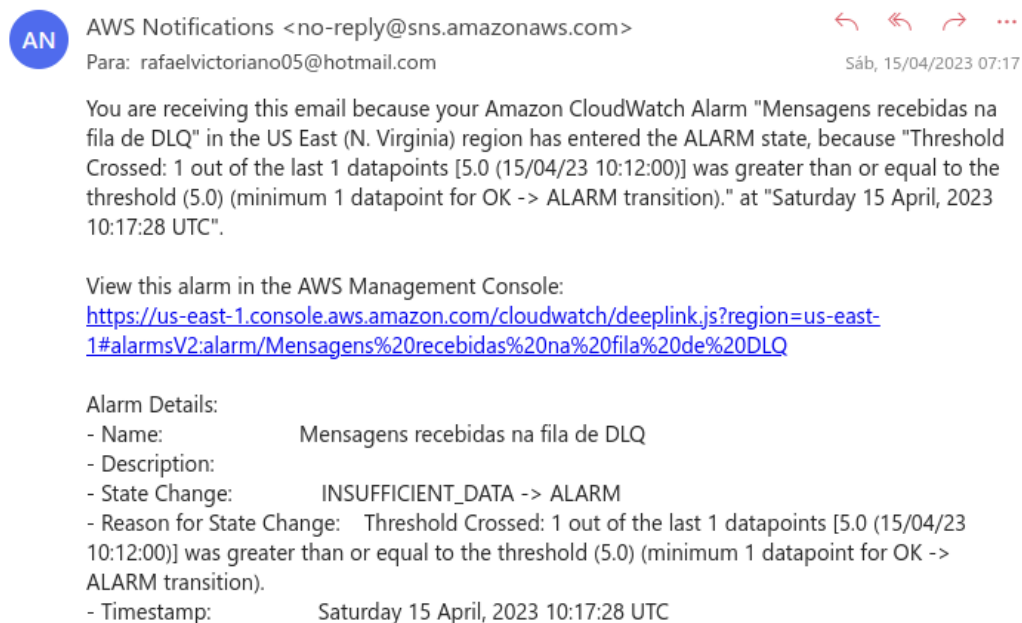 AN
AWS Notifications <no-reply@sns.amazonaws.com>
Para: rafaelvictoriano05@hotmail.com
Sáb, 15/04/2023 07:17
You are receiving this email because your Amazon CloudWatch Alarm "Mensagens recebidas na
fila de DLQ" in the US East (N. Virginia) region has entered the ALARM state, because "Threshold
Crossed: 1 out of the last 1 datapoints [5.0 (15/04/23 10:12:00)] was greater than or equal to the
threshold (5.0) (minimum 1 datapoint for OK -> ALARM transition)." at "Saturday 15 April, 2023
10:17:28 UTC".
View this alarm in the AWS Management Console:
https://us-east-1.console.aws.amazon.com/cloudwatch/deeplink.js?region=us-east-
1#alarmsV2:alarm/Mensagens%20recebidas%20na%20fila%20de%20DLQ
Alarm Details:
- Name: Mensagens recebidas na fila de DLQ
- Description:
- State Change: INSUFFICIENT_DATA -> ALARM
- Reason for State Change: Threshold Crossed: 1 out of the last 1 datapoints [5.0 (15/04/23
10:12:00)] was greater than or equal to the threshold (5.0) (minimum 1 datapoint for OK ->
ALARM transition).
- Timestamp: Saturday 15 April, 2023 10:17:28 UTC